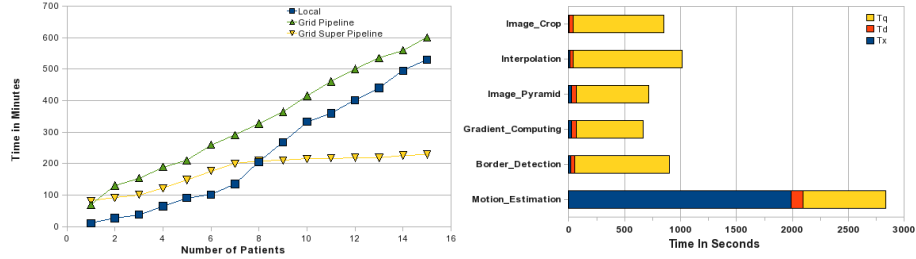 Local
Grid Pipeline
Grid Super Pipeline
Time in Minutes
700
600
500
400
300
200
100
0
0 2 4 6 8 10 12 14 16
Number of Patients
Tq
Td
Tx
Image_Crop
Interpolation
Image_Pyramid
Gradient_Computing
Border_Detection
Motion_Estimation
0 500 1000 1500 2000 2500 3000
Time In Seconds